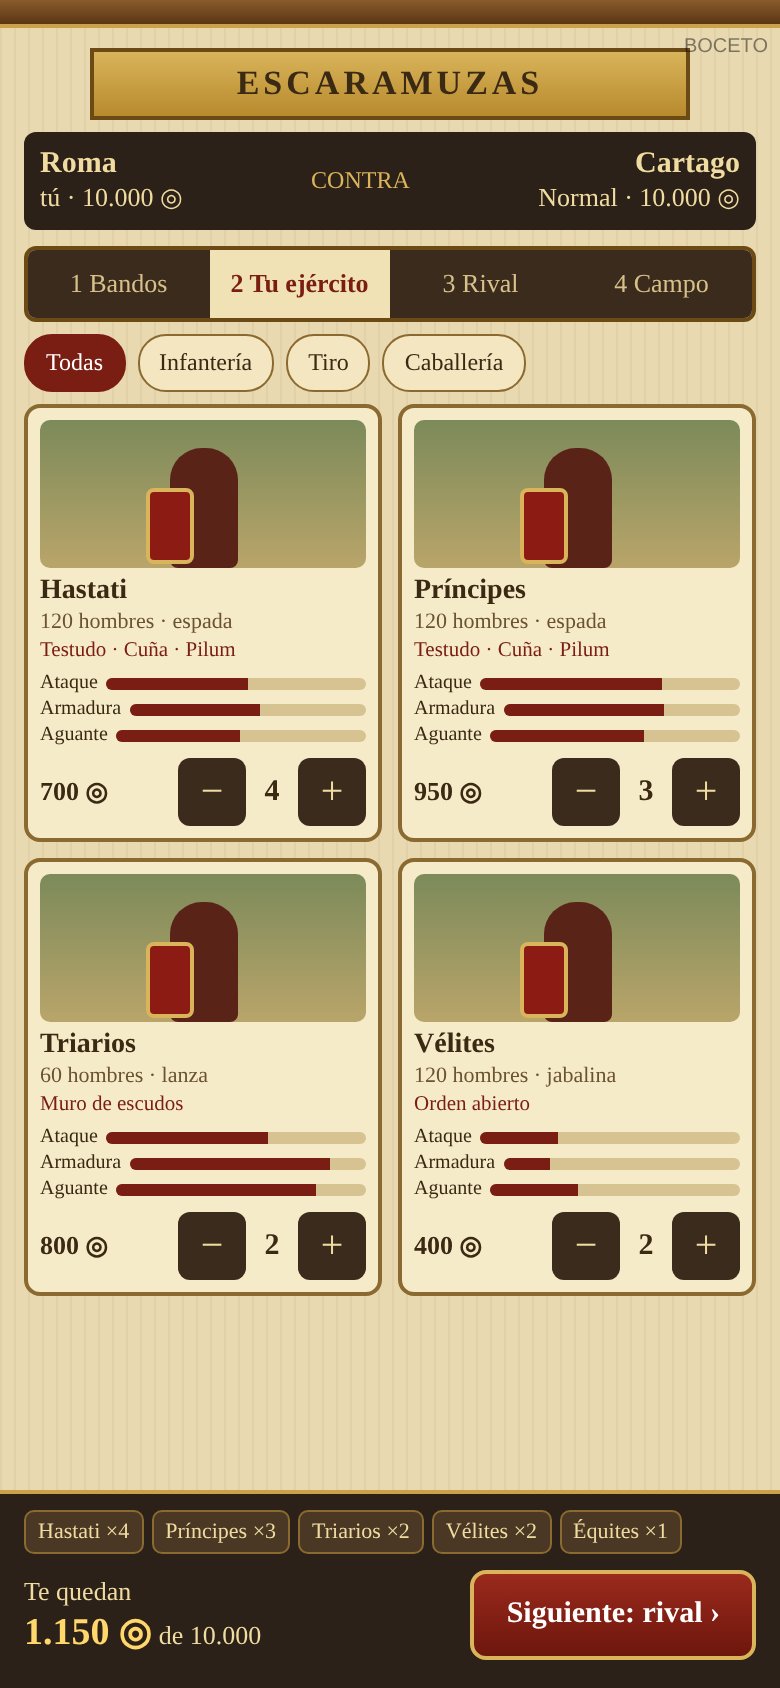 BOCETO
ESCARAMUZAS
Roma
tú · 10.000 ◎
CONTRA
Cartago
Normal · 10.000 ◎
1 Bandos
2 Tu ejército
3 Rival
4 Campo
Todas
Infantería
Tiro
Caballería
Hastati
120 hombres · espada
Testudo · Cuña · Pilum
Ataque
Armadura
Aguante
700 ◎
− 4 +
Príncipes
120 hombres · espada
Testudo · Cuña · Pilum
Ataque
Armadura
Aguante
950 ◎
− 3 +
Triarios
60 hombres · lanza
Muro de escudos
Ataque
Armadura
Aguante
800 ◎
− 2 +
Vélites
120 hombres · jabalina
Orden abierto
Ataque
Armadura
Aguante
400 ◎
− 2 +
Hastati ×4
Príncipes ×3
Triarios ×2
Vélites ×2
Équites ×1
Te quedan
1.150 ◎ de 10.000
Siguiente: rival ›